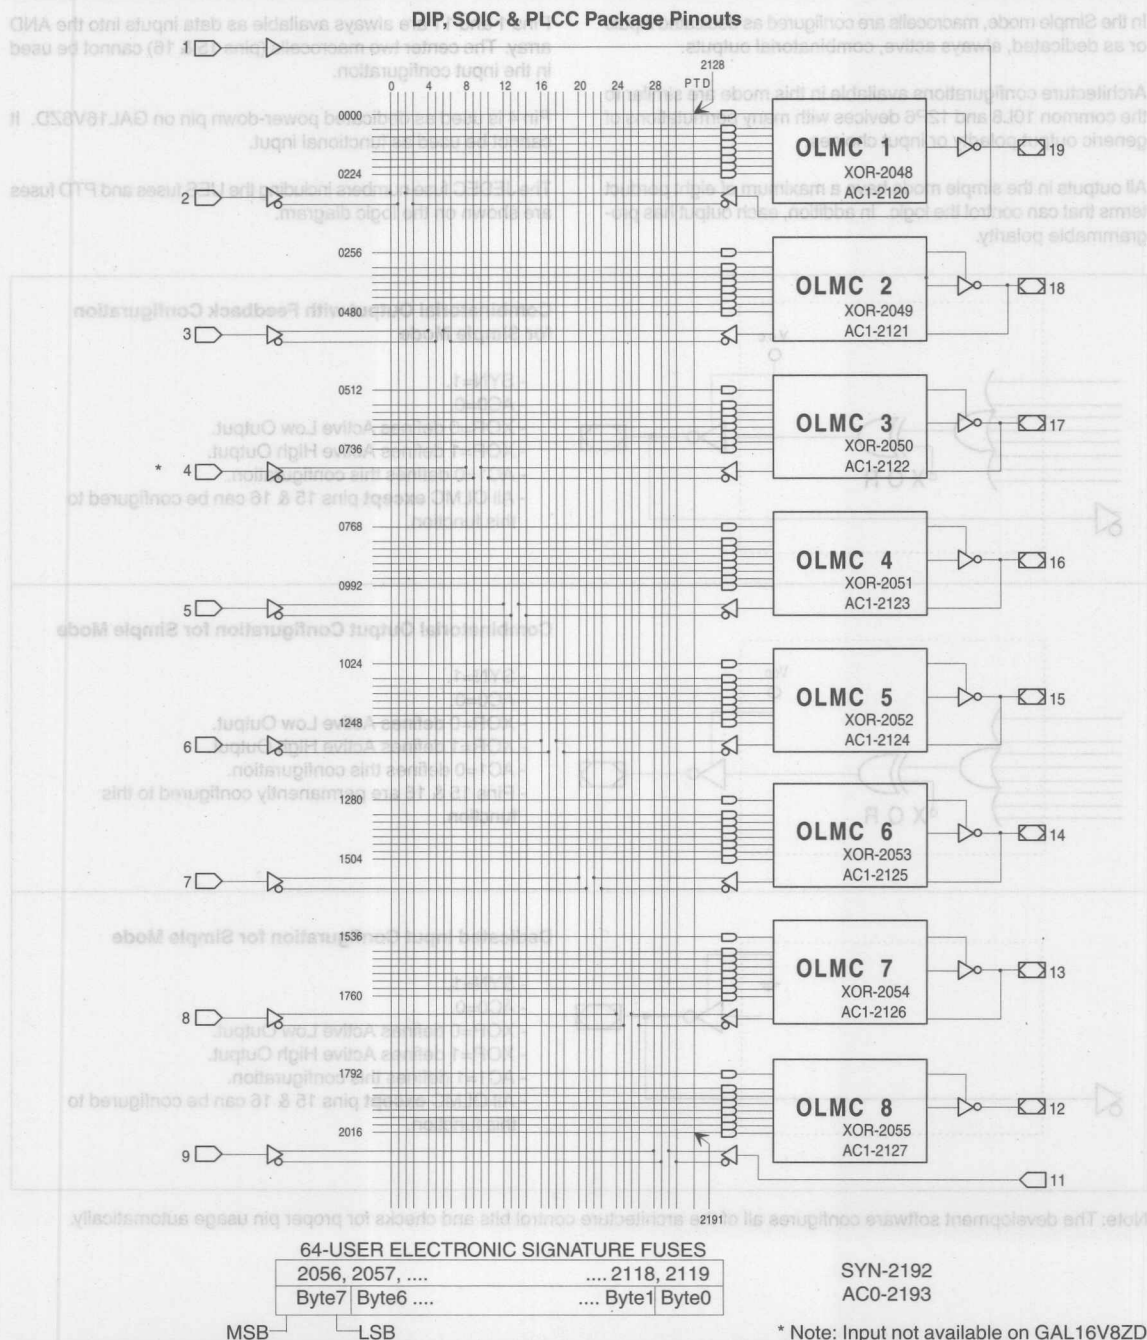 DIP, SOIC & PLCC Package Pinouts
1
2128
0 4 8 12 16 20 24 28 PTD
0000
OLMC 1
XOR-2048
AC1-2120
19
0224
2
0256
OLMC 2
XOR-2049
AC1-2121
18
0480
3
0512
OLMC 3
XOR-2050
AC1-2122
17
0736
* 4
0768
OLMC 4
XOR-2051
AC1-2123
16
0992
5
1024
OLMC 5
XOR-2052
AC1-2124
15
1248
6
1280
OLMC 6
XOR-2053
AC1-2125
14
1504
7
1536
OLMC 7
XOR-2054
AC1-2126
13
1760
8
1792
OLMC 8
XOR-2055
AC1-2127
12
2016
9
11
2191
64-USER ELECTRONIC SIGNATURE FUSES
2056, 2057, .... .... 2118, 2119
Byte7 Byte6 .... .... Byte1 Byte0
MSB LSB
SYN-2192
AC0-2193
* Note: Input not available on GAL16V8ZD